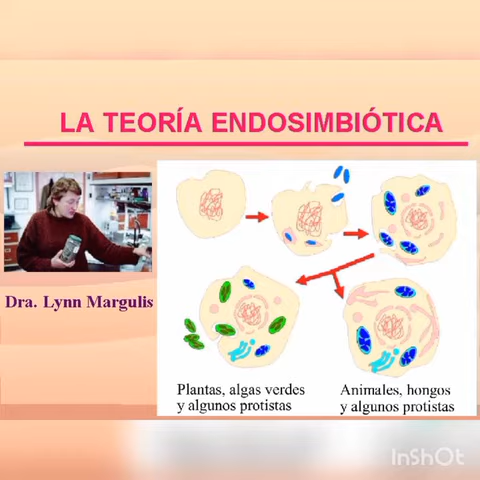 LA TEORÍA ENDOSIMBIÓTICA
Dra. Lynn Margulis
Plantas, algas verdes
y algunos protistas
Animales, hongos
y algunos protistas
InShOt